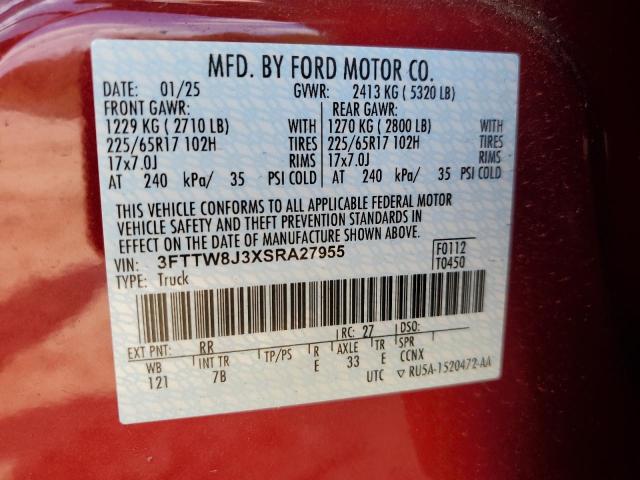 MFD. BY FORD MOTOR CO.
DATE: 01/25 GVWR: 2413 KG ( 5320 LB)
FRONT GAWR: REAR GAWR:
1229 KG ( 2710 LB) WITH 1270 KG ( 2800 LB) WITH
225/65R17 102H TIRES 225/65R17 102H TIRES
17x7.0J RIMS 17x7.0J RIMS
AT 240 kPa/ 35 PSI COLD AT 240 kPa/ 35 PSI COLD
THIS VEHICLE CONFORMS TO ALL APPLICABLE FEDERAL MOTOR
VEHICLE SAFETY AND THEFT PREVENTION STANDARDS IN
EFFECT ON THE DATE OF MANUFACTURE SHOWN ABOVE.
VIN: 3FTTW8J3XSRA27955 F0112
TYPE: Truck T0450
EXT PNT: RR RC: 27 DSO:
WB INT TR TP/PS R AXLE TR SPR
121 7B E 33 E CCNX
UTC ▽ RU5A-1520472-AA